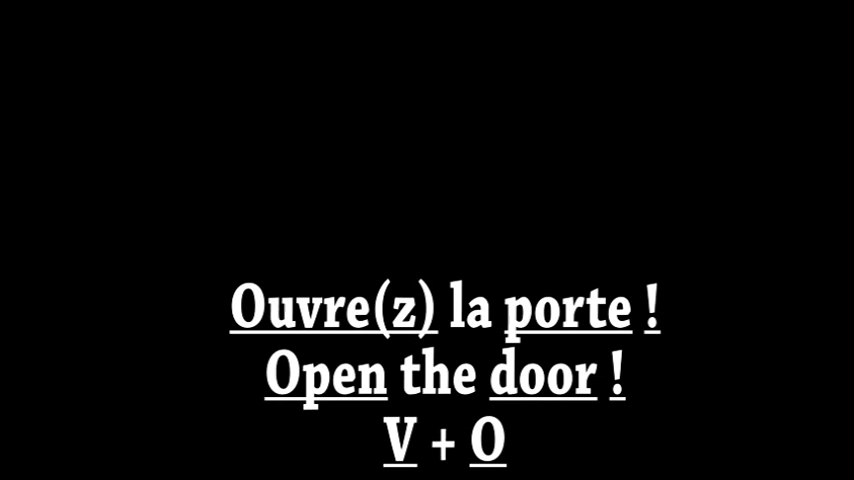 Ouvre(z) la porte !
Open the door !
V + O